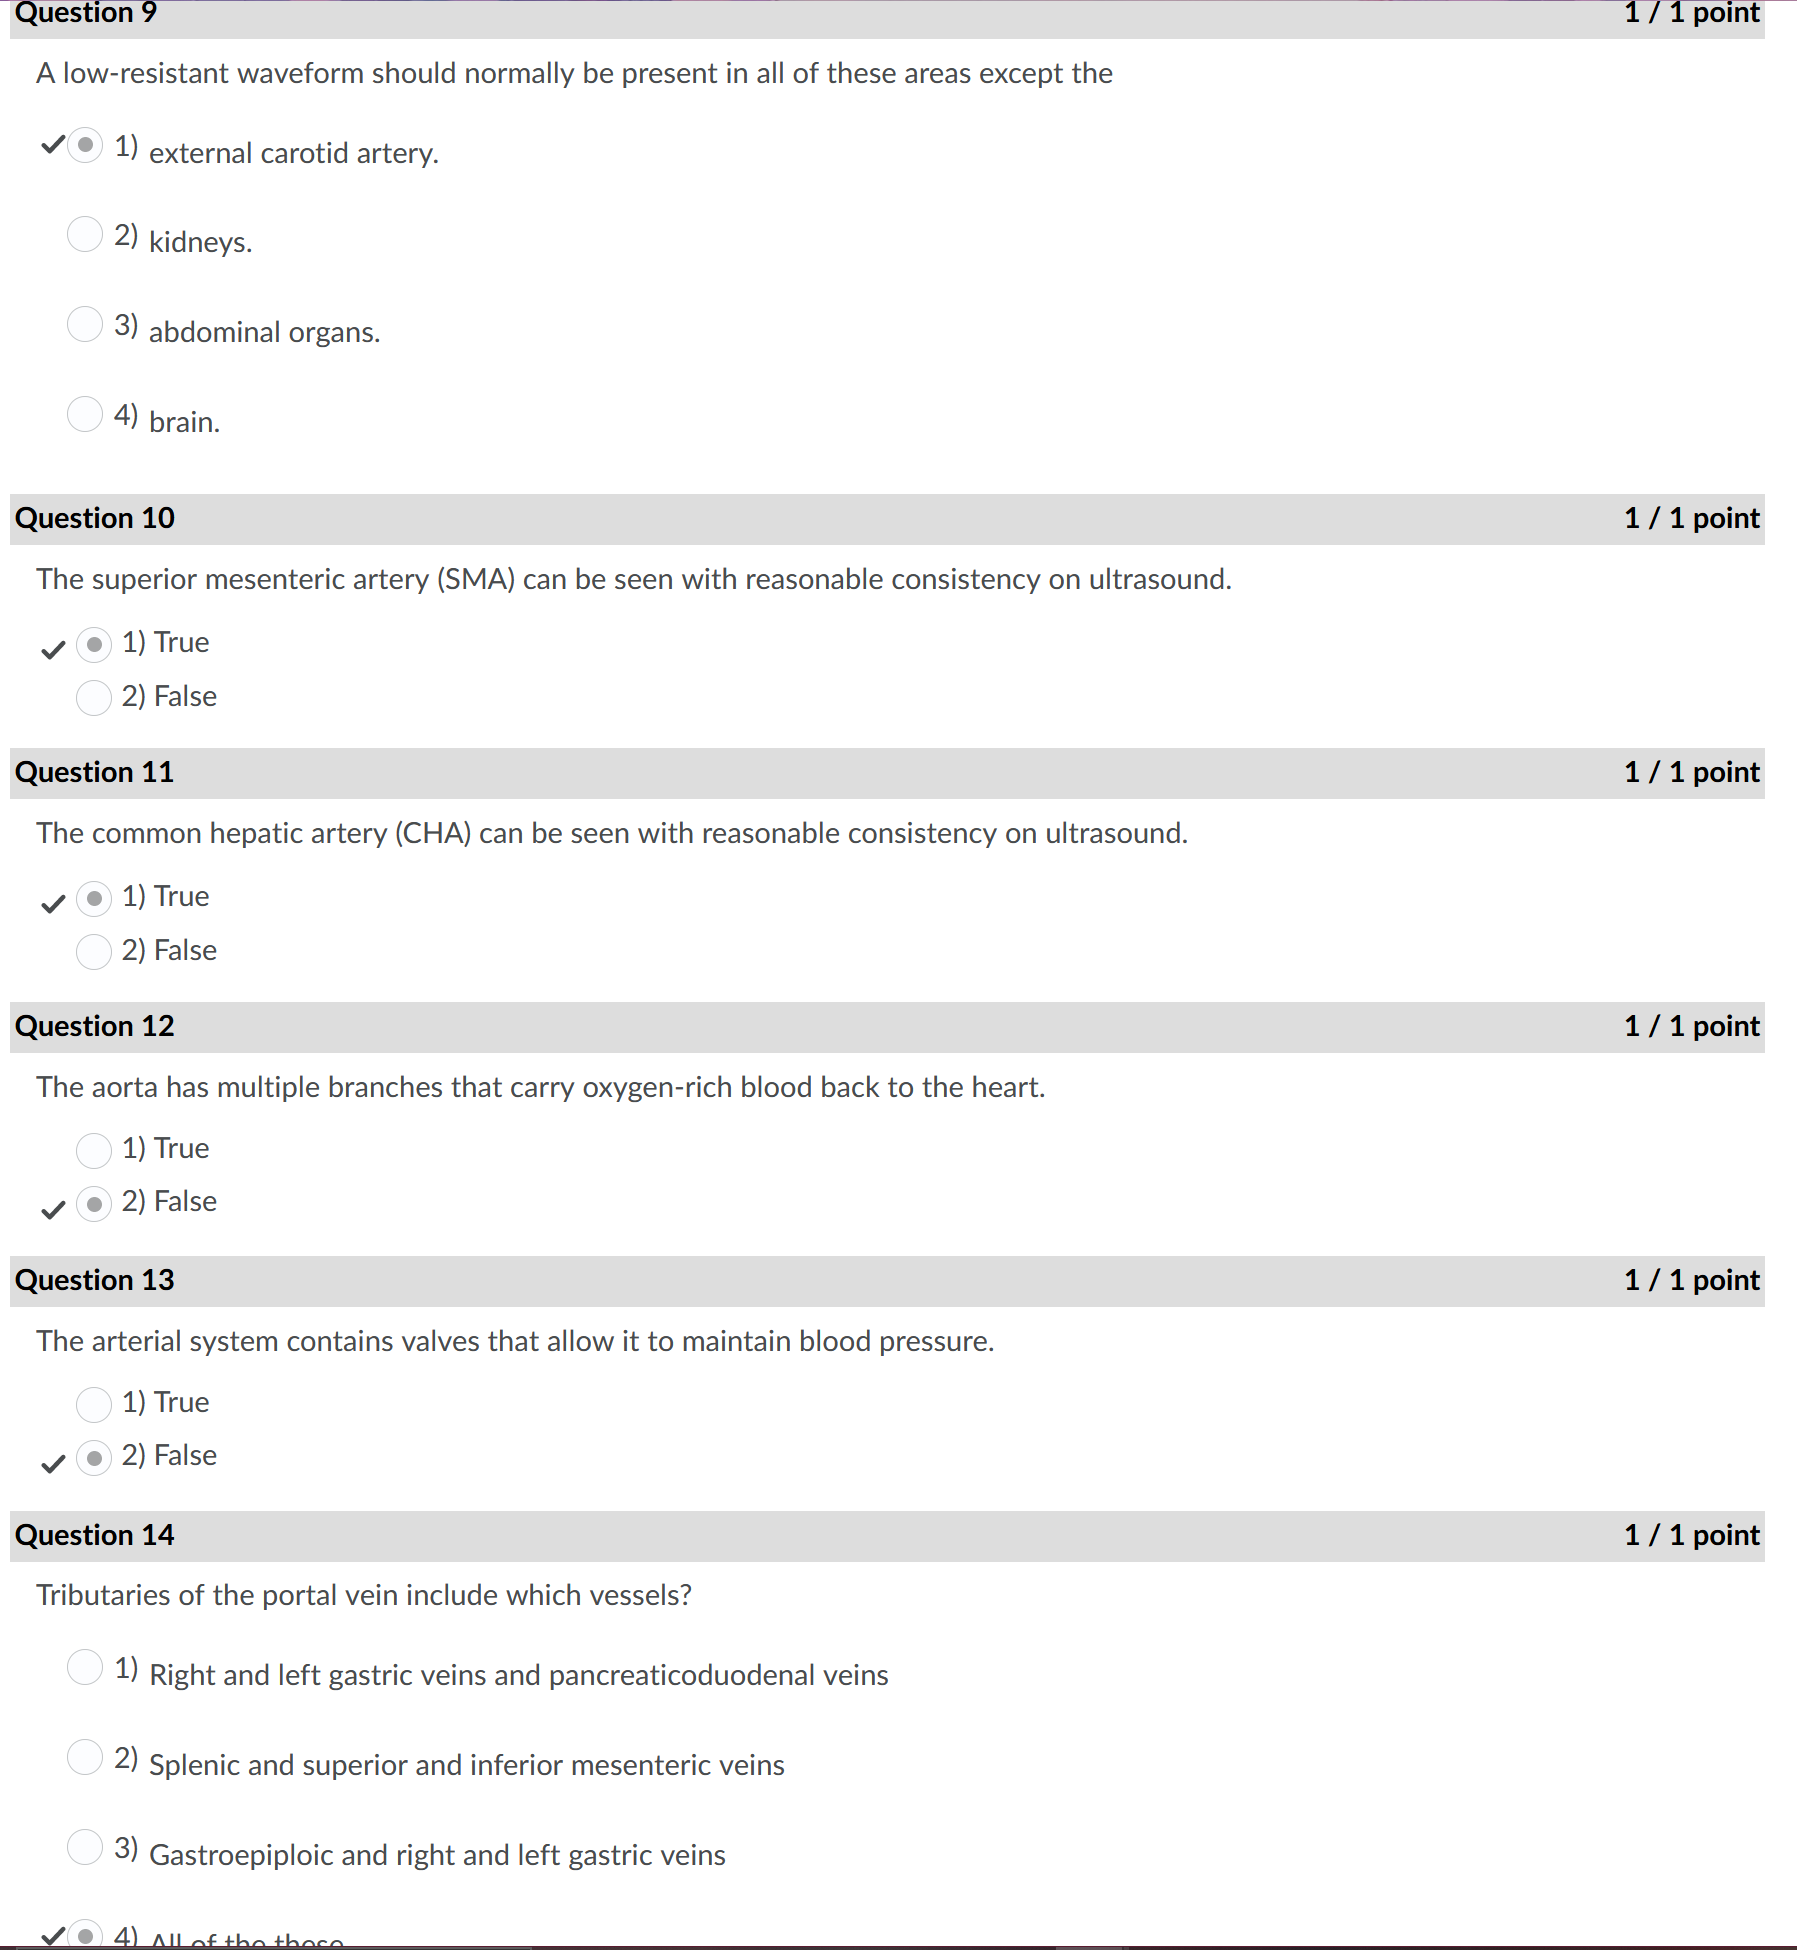 Question 9 1 / 1 point
A low-resistant waveform should normally be present in all of these areas except the
1) external carotid artery.
2) kidneys.
3) abdominal organs.
4) brain.
Question 10 1 / 1 point
The superior mesenteric artery (SMA) can be seen with reasonable consistency on ultrasound.
1) True
2) False
Question 11 1 / 1 point
The common hepatic artery (CHA) can be seen with reasonable consistency on ultrasound.
1) True
2) False
Question 12 1 / 1 point
The aorta has multiple branches that carry oxygen-rich blood back to the heart.
1) True
2) False
Question 13 1 / 1 point
The arterial system contains valves that allow it to maintain blood pressure.
1) True
2) False
Question 14 1 / 1 point
Tributaries of the portal vein include which vessels?
1) Right and left gastric veins and pancreaticoduodenal veins
2) Splenic and superior and inferior mesenteric veins
3) Gastroepiploic and right and left gastric veins
4) All of the these